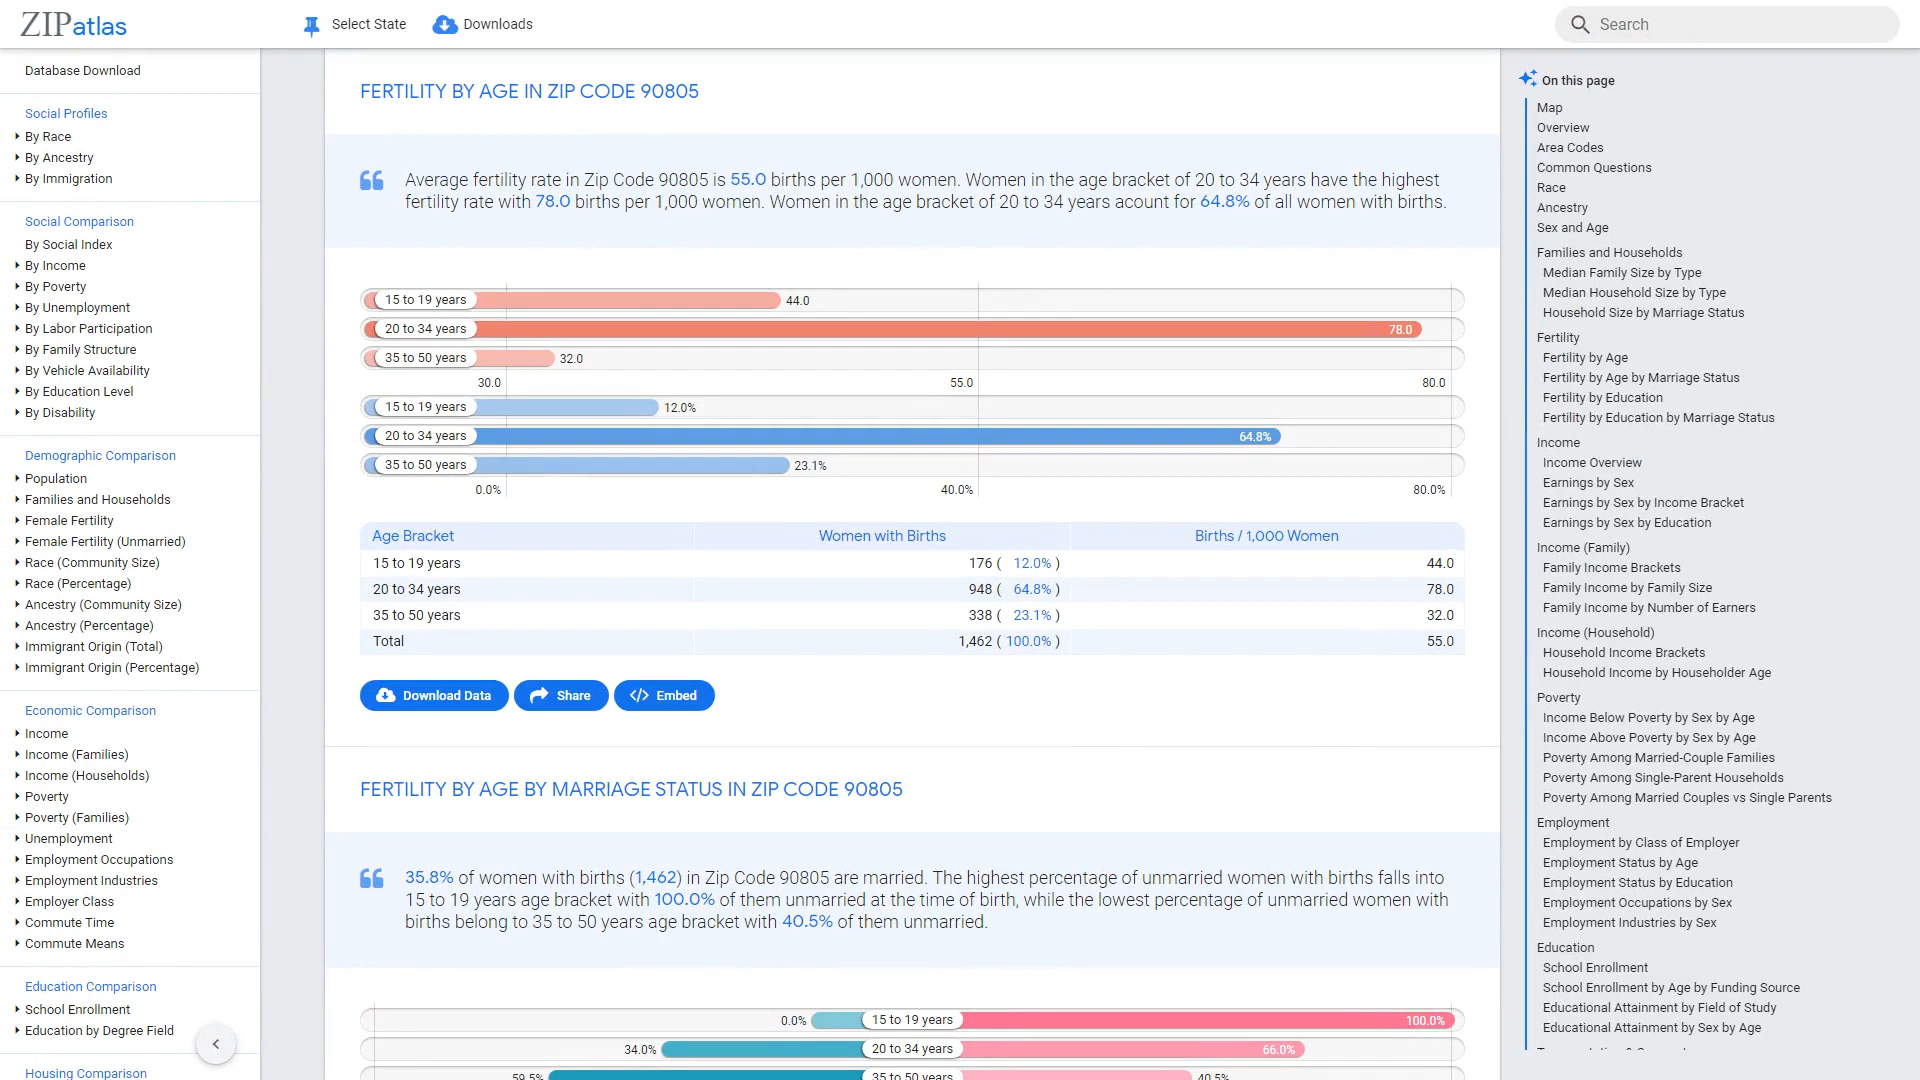 ZIPatlas
Select State
Downloads
Search
Database Download
Social Profiles
By Race
By Ancestry
By Immigration
Social Comparison
By Social Index
By Income
By Poverty
By Unemployment
By Labor Participation
By Family Structure
By Vehicle Availability
By Education Level
By Disability
Demographic Comparison
Population
Families and Households
Female Fertility
Female Fertility (Unmarried)
Race (Community Size)
Race (Percentage)
Ancestry (Community Size)
Ancestry (Percentage)
Immigrant Origin (Total)
Immigrant Origin (Percentage)
Economic Comparison
Income
Income (Families)
Income (Households)
Poverty
Poverty (Families)
Unemployment
Employment Occupations
Employment Industries
Employer Class
Commute Time
Commute Means
Education Comparison
School Enrollment
Education by Degree Field
Housing Comparison
FERTILITY BY AGE IN ZIP CODE 90805
Average fertility rate in Zip Code 90805 is 55.0 births per 1,000 women. Women in the age bracket of 20 to 34 years have the highest
fertility rate with 78.0 births per 1,000 women. Women in the age bracket of 20 to 34 years acount for 64.8% of all women with births.
15 to 19 years 44.0
20 to 34 years 78.0
35 to 50 years 32.0
30.0 55.0 80.0
15 to 19 years 12.0%
20 to 34 years 64.8%
35 to 50 years 23.1%
0.0% 40.0% 80.0%
Age Bracket Women with Births Births / 1,000 Women
15 to 19 years 176 ( 12.0% ) 44.0
20 to 34 years 948 ( 64.8% ) 78.0
35 to 50 years 338 ( 23.1% ) 32.0
Total 1,462 ( 100.0% ) 55.0
Download Data Share Embed
FERTILITY BY AGE BY MARRIAGE STATUS IN ZIP CODE 90805
35.8% of women with births (1,462) in Zip Code 90805 are married. The highest percentage of unmarried women with births falls into
15 to 19 years age bracket with 100.0% of them unmarried at the time of birth, while the lowest percentage of unmarried women with
births belong to 35 to 50 years age bracket with 40.5% of them unmarried.
0.0% 15 to 19 years 100.0%
34.0% 20 to 34 years 66.0%
59.5% 35 to 50 years 40.5%
On this page
Map
Overview
Area Codes
Common Questions
Race
Ancestry
Sex and Age
Families and Households
Median Family Size by Type
Median Household Size by Type
Household Size by Marriage Status
Fertility
Fertility by Age
Fertility by Age by Marriage Status
Fertility by Education
Fertility by Education by Marriage Status
Income
Income Overview
Earnings by Sex
Earnings by Sex by Income Bracket
Earnings by Sex by Education
Income (Family)
Family Income Brackets
Family Income by Family Size
Family Income by Number of Earners
Income (Household)
Household Income Brackets
Household Income by Householder Age
Poverty
Income Below Poverty by Sex by Age
Income Above Poverty by Sex by Age
Poverty Among Married-Couple Families
Poverty Among Single-Parent Households
Poverty Among Married Couples vs Single Parents
Employment
Employment by Class of Employer
Employment Status by Age
Employment Status by Education
Employment Occupations by Sex
Employment Industries by Sex
Education
School Enrollment
School Enrollment by Age by Funding Source
Educational Attainment by Field of Study
Educational Attainment by Sex by Age